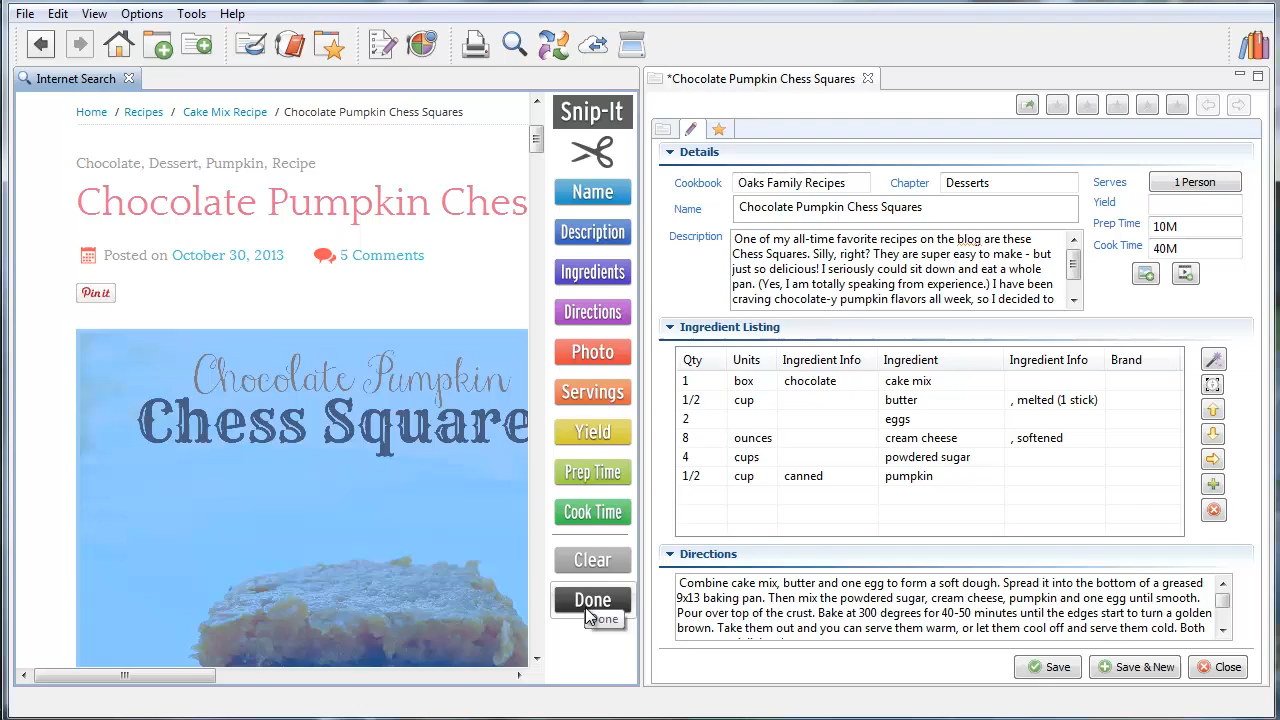 File Edit View Options Tools Help
Internet Search
*Chocolate Pumpkin Chess Squares
Home / Recipes / Cake Mix Recipe / Chocolate Pumpkin Chess Squares
Chocolate, Dessert, Pumpkin, Recipe
Chocolate Pumpkin Ches
Posted on October 30, 2013 5 Comments
Pin it
Chocolate Pumpkin
Chess Square
Snip-It
Name
Description
Ingredients
Directions
Photo
Servings
Yield
Prep Time
Cook Time
Clear
Done
Details
Cookbook Oaks Family Recipes Chapter Desserts Serves 1 Person
Name Chocolate Pumpkin Chess Squares Yield
Prep Time 10M
Cook Time 40M
Description One of my all-time favorite recipes on the blog are these
Chess Squares. Silly, right? They are super easy to make - but
just so delicious! I seriously could sit down and eat a whole
pan. (Yes, I am totally speaking from experience.) I have been
craving chocolate-y pumpkin flavors all week, so I decided to
Ingredient Listing
Qty Units Ingredient Info Ingredient Ingredient Info Brand
1 box chocolate cake mix
1/2 cup butter , melted (1 stick)
2 eggs
8 ounces cream cheese , softened
4 cups powdered sugar
1/2 cup canned pumpkin
Directions
Combine cake mix, butter and one egg to form a soft dough. Spread it into the bottom of a greased
9x13 baking pan. Then mix the powdered sugar, cream cheese, pumpkin and one egg until smooth.
Pour over top of the crust. Bake at 300 degrees for 40-50 minutes until the edges start to turn a golden
brown. Take them out and you can serve them warm, or let them cool off and serve them cold. Both
Save Save & New Close